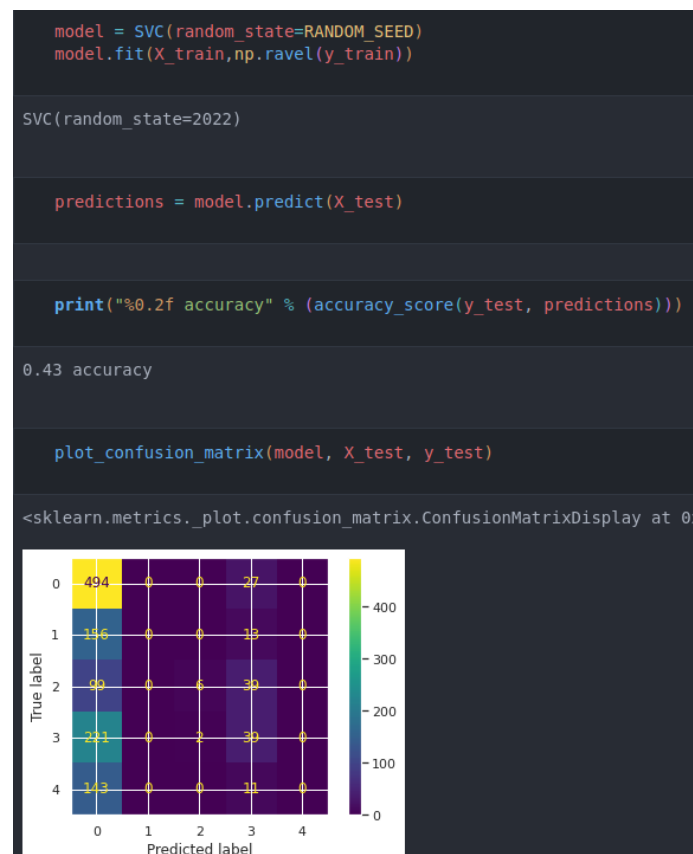 model = SVC(random_state=RANDOM_SEED)
model.fit(X_train,np.ravel(y_train))
SVC(random_state=2022)
predictions = model.predict(X_test)
print("%0.2f accuracy" % (accuracy_score(y_test, predictions)))
0.43 accuracy
plot_confusion_matrix(model, X_test, y_test)
<sklearn.metrics._plot.confusion_matrix.ConfusionMatrixDisplay at 0
0 494 0 0 27 0
400
1 156 0 0 13 0
300
True label
2 99 0 6 39 0
200
3 221 0 2 39 0
100
4 143 0 0 11 0
0
0 1 2 3 4
Predicted label